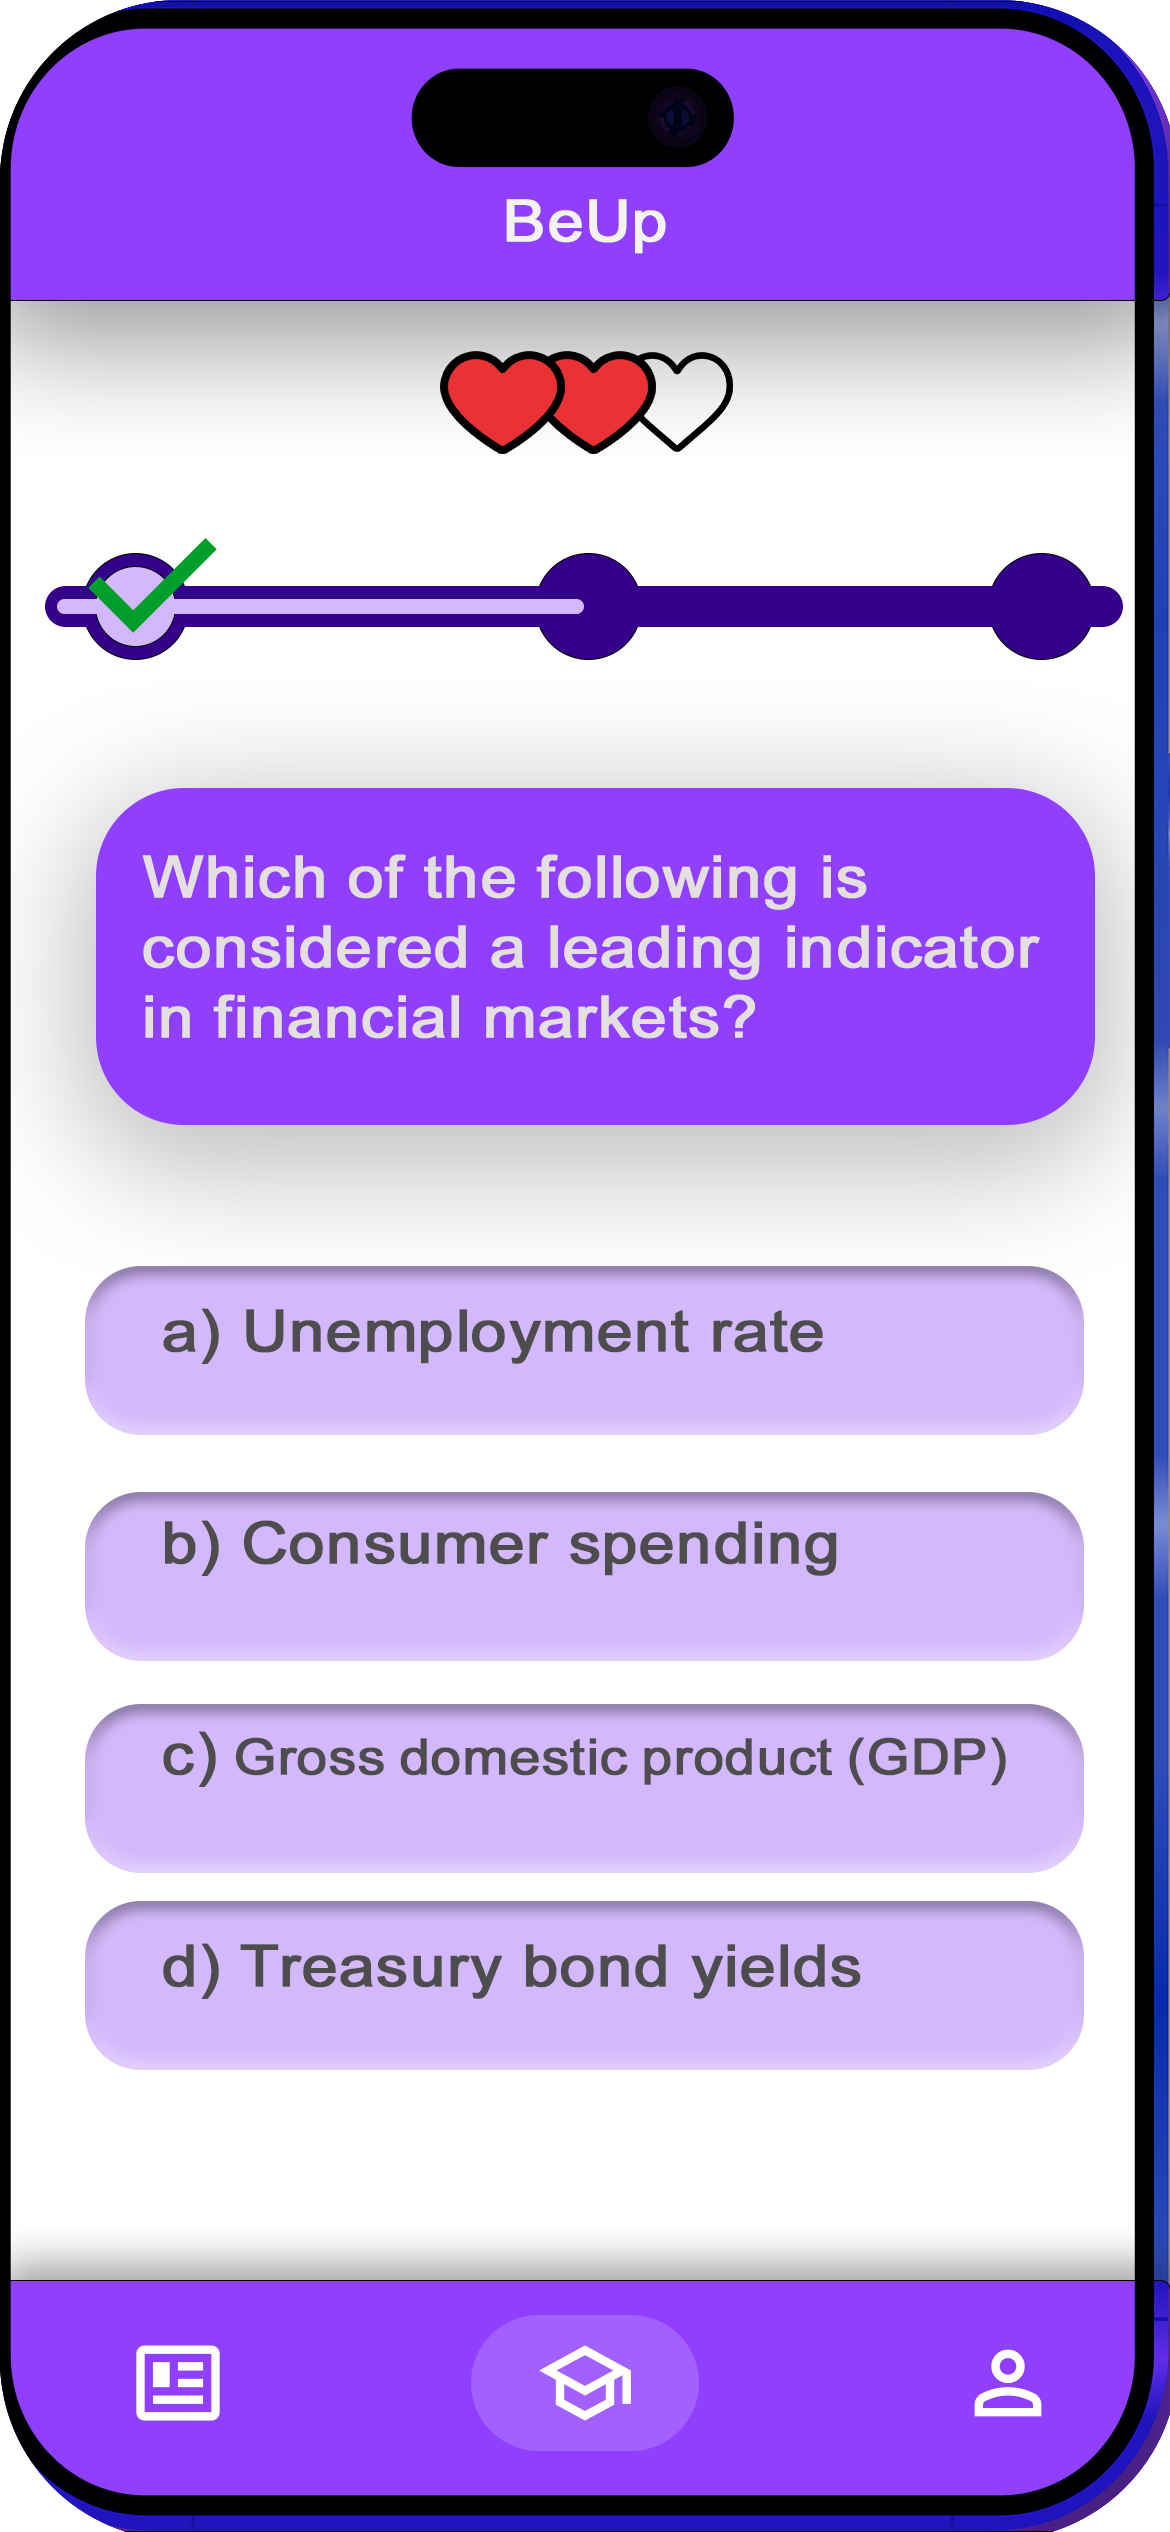 BeUp
Which of the following is
considered a leading indicator
in financial markets?
a) Unemployment rate
b) Consumer spending
c) Gross domestic product (GDP)
d) Treasury bond yields